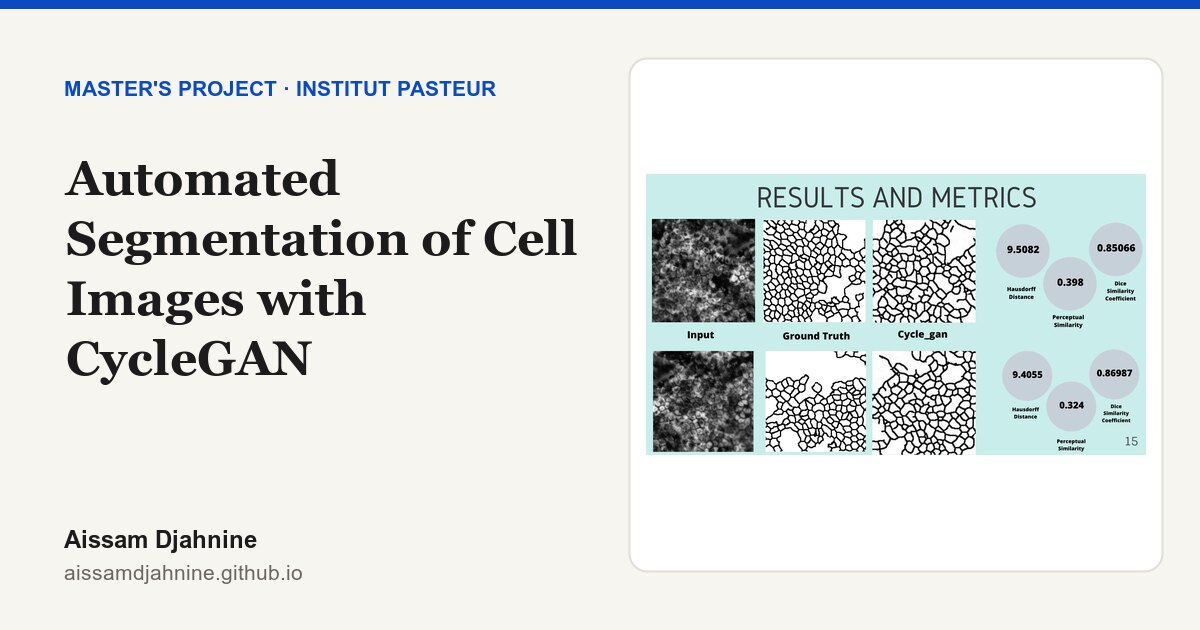 MASTER'S PROJECT · INSTITUT PASTEUR
Automated
Segmentation of Cell
Images with
CycleGAN
Aissam Djahnine
aissamdjahnine.github.io
RESULTS AND METRICS
Input
Ground Truth
Cycle_gan
9.5082
Hausdorff
Distance
0.398
Perceptual
Similarity
0.85066
Dice
Similarity
Coefficient
9.4055
Hausdorff
Distance
0.324
Perceptual
Similarity
0.86987
Dice
Similarity
Coefficient
15